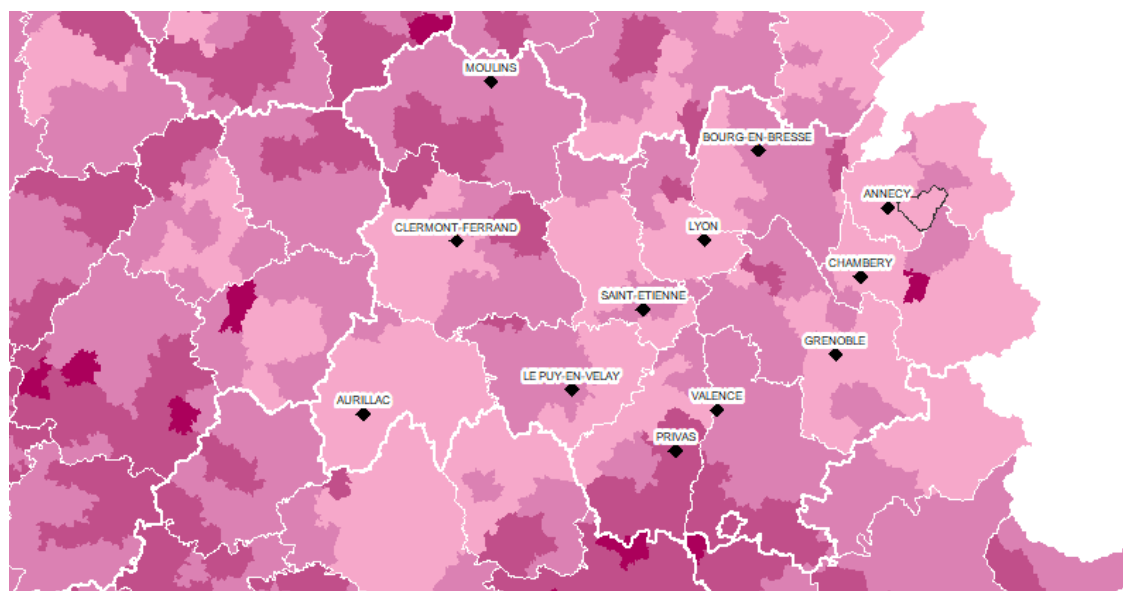 MOULINS
BOURG-EN-BRESSE
ANNECY
CLERMONT-FERRAND
LYON
CHAMBERY
SAINT-ETIENNE
GRENOBLE
LE PUY-EN-VELAY
AURILLAC
VALENCE
PRIVAS